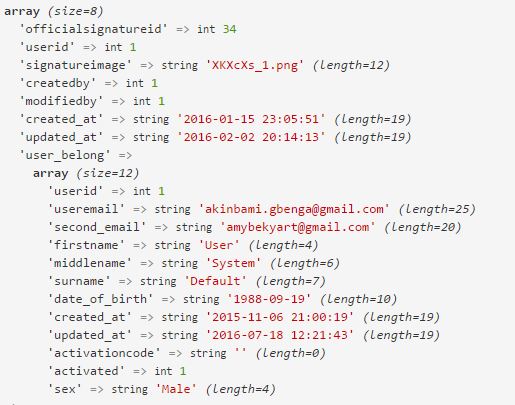 array (size=8)
'officialsignatureid' => int 34
'userid' => int 1
'signatureimage' => string 'XKXcXs_1.png' (length=12)
'createdby' => int 1
'modifiedby' => int 1
'created_at' => string '2016-01-15 23:05:51' (length=19)
'updated_at' => string '2016-02-02 20:14:13' (length=19)
'user_belong' =>
array (size=12)
'userid' => int 1
'useremail' => string 'akinbami.gbenga@gmail.com' (length=25)
'second_email' => string 'amybekyart@gmail.com' (length=20)
'firstname' => string 'User' (length=4)
'middlename' => string 'System' (length=6)
'surname' => string 'Default' (length=7)
'date_of_birth' => string '1988-09-19' (length=10)
'created_at' => string '2015-11-06 21:00:19' (length=19)
'updated_at' => string '2016-07-18 12:21:43' (length=19)
'activationcode' => string '' (length=0)
'activated' => int 1
'sex' => string 'Male' (length=4)